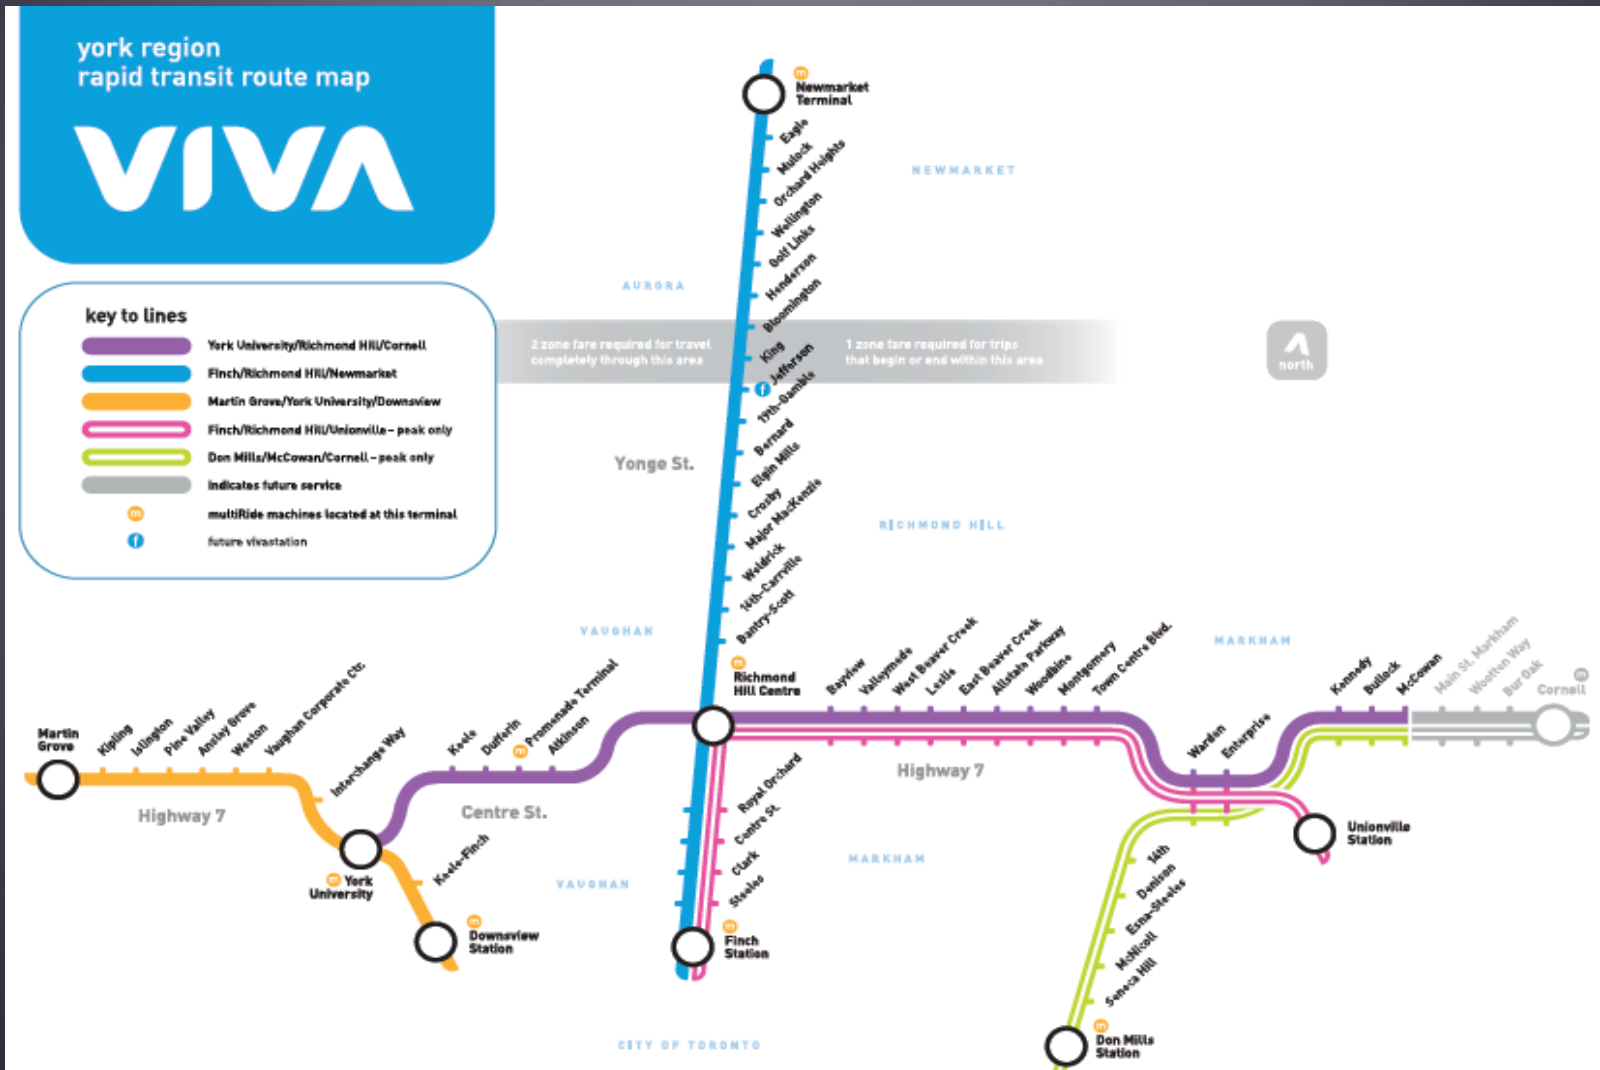 york region
rapid transit route map
VIVA
key to lines
York University/Richmond Hill/Cornell
Finch/Richmond Hill/Newmarket
Martin Grove/York University/Downsview
Finch/Richmond Hill/Unionville – peak only
Don Mills/McCowan/Cornell – peak only
indicates future service
m
multiRide machines located at this terminal
f
future vivastation
m
Newmarket
Terminal
Eagle
Mulock
Orchard Heights
Wellington
Golf Links
Henderson
Bloomington
King
f
Jefferson
19th-Gamble
Bernard
Elgin Mills
Crosby
Major MacKenzie
Weldrick
16th-Carrville
Bantry-Scott
NEWMARKET
AURORA
2 zone fare required for travel
completely through this area
1 zone fare required for trips
that begin or end within this area
north
Yonge St.
RICHMOND HILL
VAUGHAN
MARKHAM
m
Richmond
Hill Centre
Martin
Grove
Kipling
Islington
Pine Valley
Ansley Grove
Weston
Vaughan Corporate Ctr.
Interchange Way
Highway 7
m
York
University
Keele-Finch
m
Downsview
Station
Keele
Dufferin
m
Promenade Terminal
Atkinson
Centre St.
Bayview
Valleymede
West Beaver Creek
Leslie
East Beaver Creek
Allstate Parkway
Woodbine
Montgomery
Town Centre Blvd.
Highway 7
Warden
Enterprise
Kennedy
Bullock
McCowan
Main St. Markham
Wootten Way
Bur Oak
m
Cornell
Unionville
Station
Royal Orchard
Centre St.
Clark
Steeles
m
Finch
Station
VAUGHAN
MARKHAM
14th
Denison
Esna-Steeles
McNicoll
Seneca Hill
m
Don Mills
Station
CITY OF TORONTO